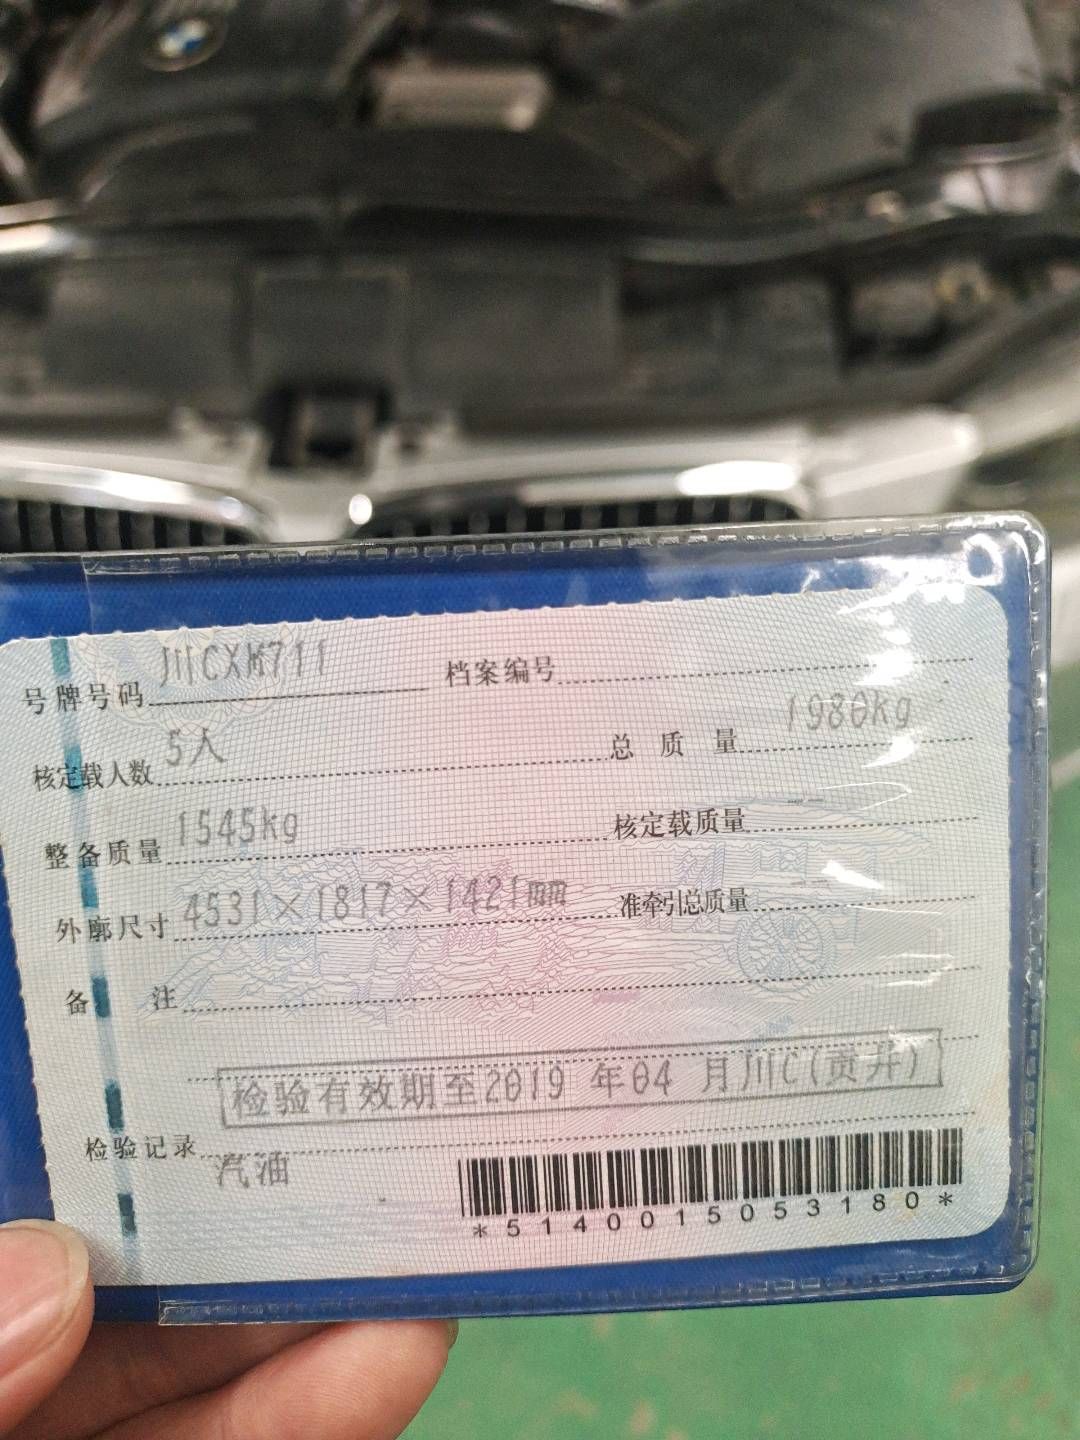 号牌号码 川CXM711 档案编号
核定载人数 5人 总质量 1980kg
整备质量 1545kg 核定载质量 --
外廓尺寸 4531×1817×1421mm 准牵引总质量 --
备注
检验有效期至2019年04月川C(贡井)
检验记录
汽油
*5140015053180*